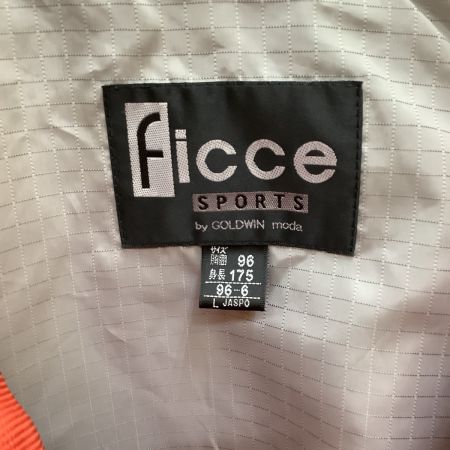 ficce
SPORTS
by GOLDWIN moda
サイズ
胸囲 96
身長 175
96-6
L JASPO